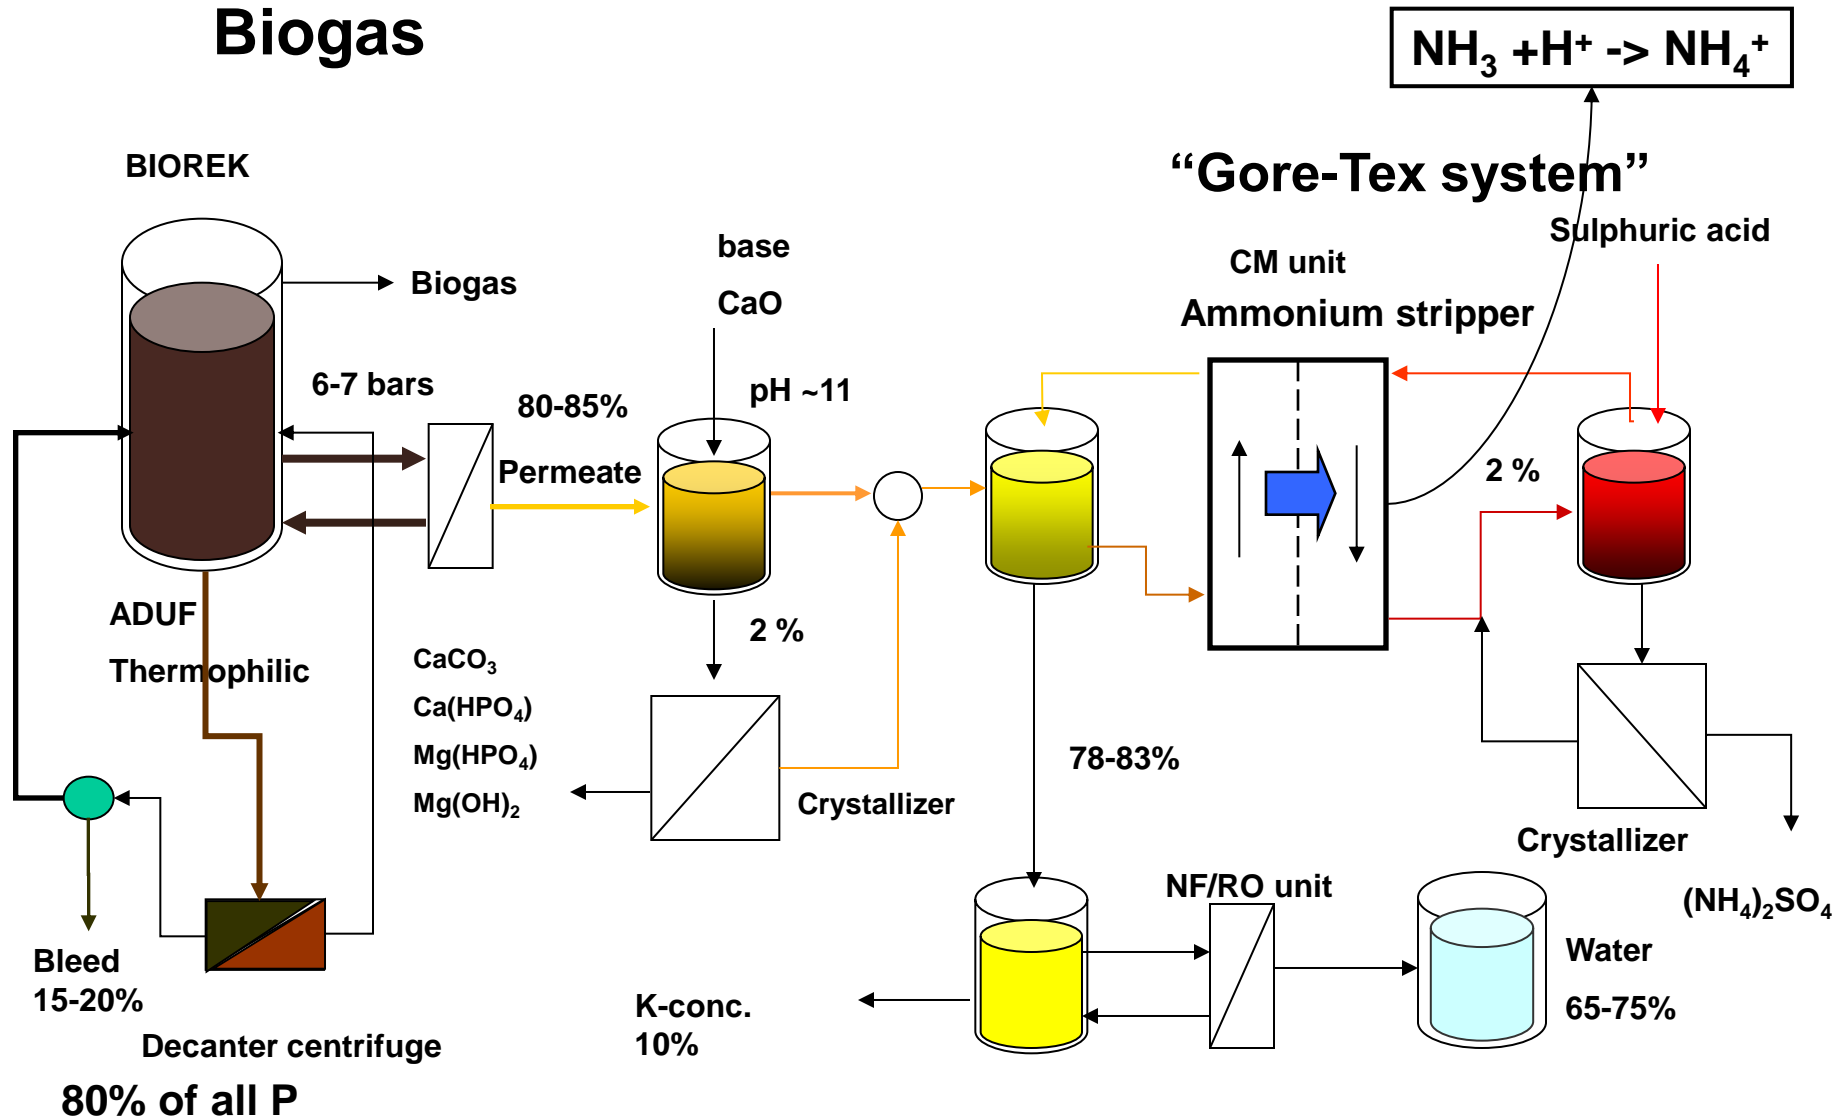 Biogas
NH₃ +H⁺ -> NH₄⁺
BIOREK
“Gore-Tex system”
Sulphuric acid
base
CaO
CM unit
Ammonium stripper
Biogas
6-7 bars
80-85%
pH ~11
Permeate
2 %
ADUF
Thermophilic
2 %
CaCO₃
Ca(HPO₄)
Mg(HPO₄)
Mg(OH)₂
78-83%
Crystallizer
Crystallizer
NF/RO unit
(NH₄)₂SO₄
Bleed
15-20%
Water
65-75%
K-conc.
10%
Decanter centrifuge
80% of all P